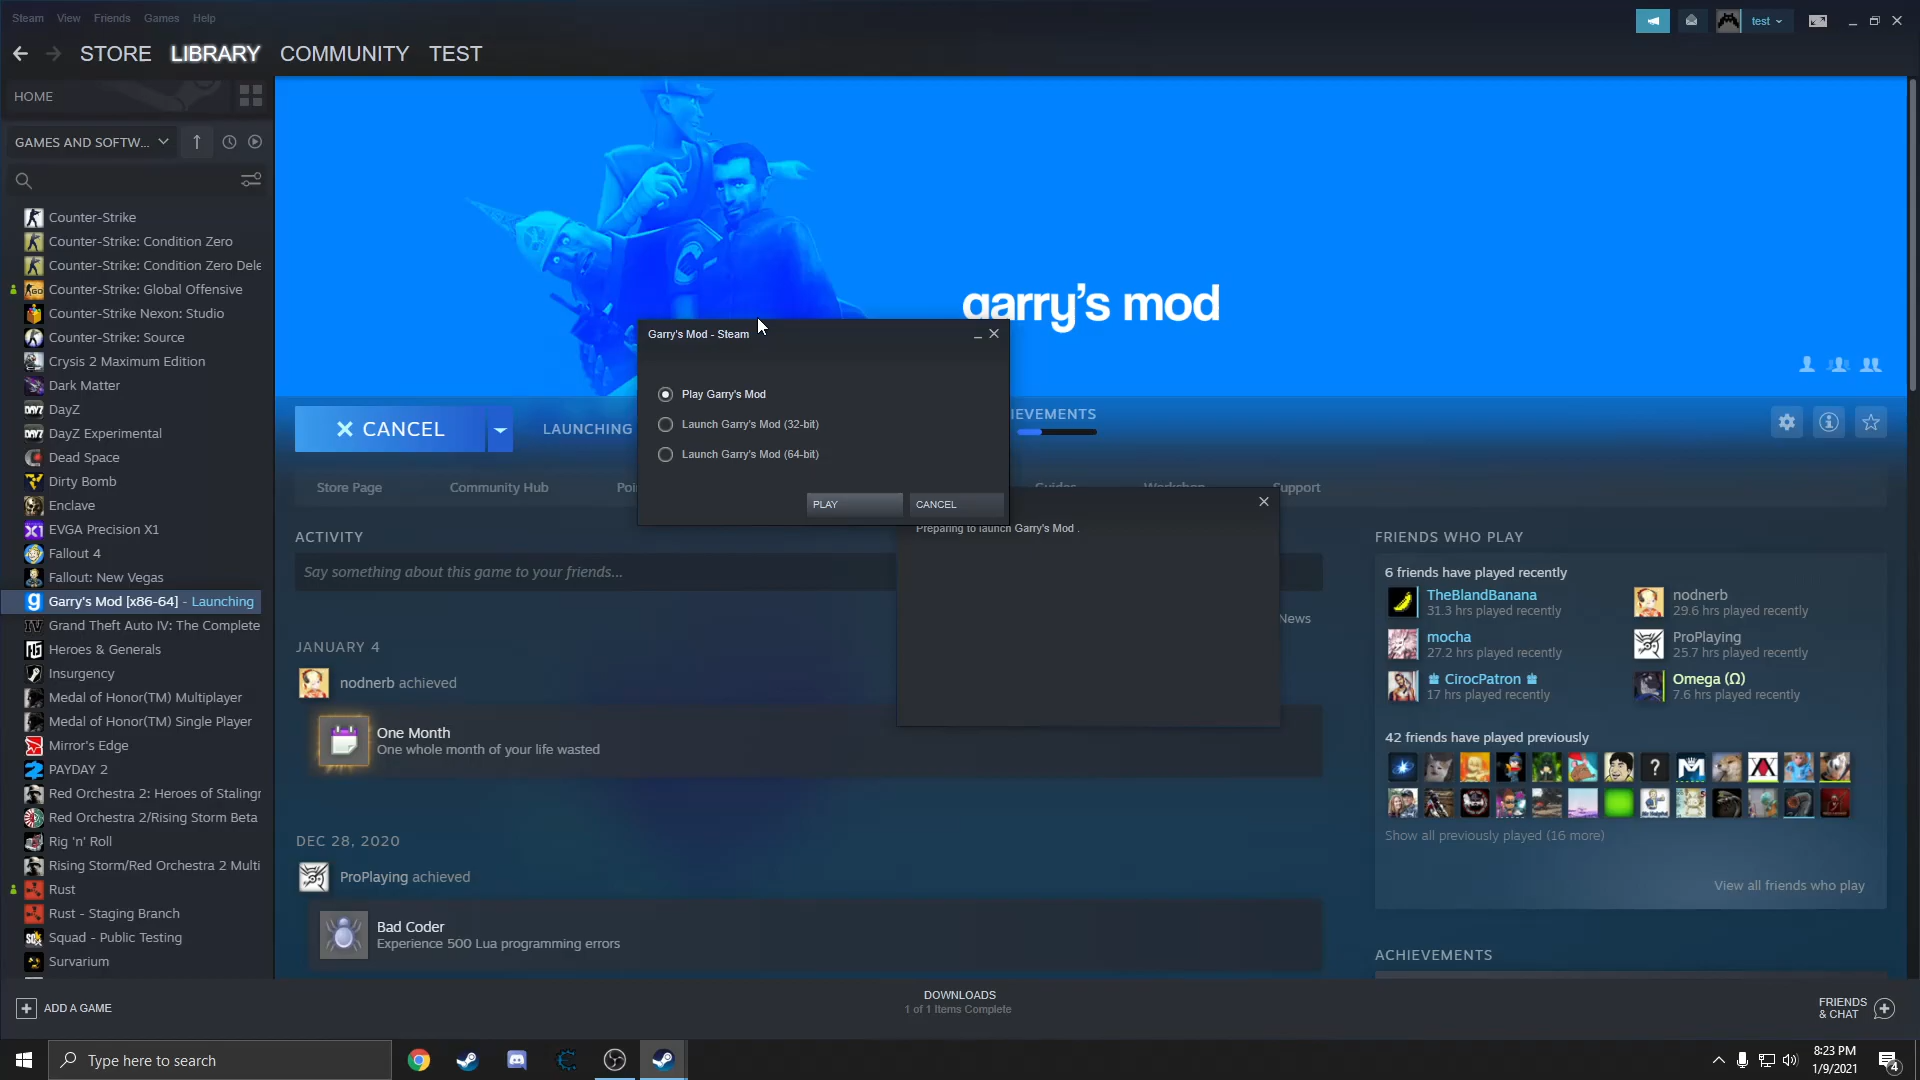 Steam View Friends Games Help
test
STORE LIBRARY COMMUNITY TEST
HOME
GAMES AND SOFTW...
Counter-Strike
Counter-Strike: Condition Zero
Counter-Strike: Condition Zero Dele
Counter-Strike: Global Offensive
Counter-Strike Nexon: Studio
Counter-Strike: Source
Crysis 2 Maximum Edition
Dark Matter
DayZ
DayZ Experimental
Dead Space
Dirty Bomb
Enclave
EVGA Precision X1
Fallout 4
Fallout: New Vegas
Garry's Mod [x86-64] - Launching
Grand Theft Auto IV: The Complete
Heroes & Generals
Insurgency
Medal of Honor(TM) Multiplayer
Medal of Honor(TM) Single Player
Mirror's Edge
PAYDAY 2
Red Orchestra 2: Heroes of Stalingr
Red Orchestra 2/Rising Storm Beta
Rig 'n' Roll
Rising Storm/Red Orchestra 2 Multi
Rust
Rust - Staging Branch
Squad - Public Testing
Survarium
garry's mod
Garry's Mod - Steam
Play Garry's Mod
Launch Garry's Mod (32-bit)
Launch Garry's Mod (64-bit)
PLAY CANCEL
CANCEL
LAUNCHING
IEVEMENTS
Store Page Community Hub Poi Guides Workshop Support
Preparing to launch Garry's Mod .
ACTIVITY
Say something about this game to your friends...
News
JANUARY 4
nodnerb achieved
One Month
One whole month of your life wasted
DEC 28, 2020
ProPlaying achieved
Bad Coder
Experience 500 Lua programming errors
FRIENDS WHO PLAY
6 friends have played recently
TheBlandBanana
31.3 hrs played recently
nodnerb
29.6 hrs played recently
mocha
27.2 hrs played recently
ProPlaying
25.7 hrs played recently
CirocPatron
17 hrs played recently
Omega (Ω)
7.6 hrs played recently
42 friends have played previously
Show all previously played (16 more)
View all friends who play
ACHIEVEMENTS
ADD A GAME
DOWNLOADS
1 of 1 Items Complete
FRIENDS
& CHAT
Type here to search
8:23 PM
1/9/2021
4